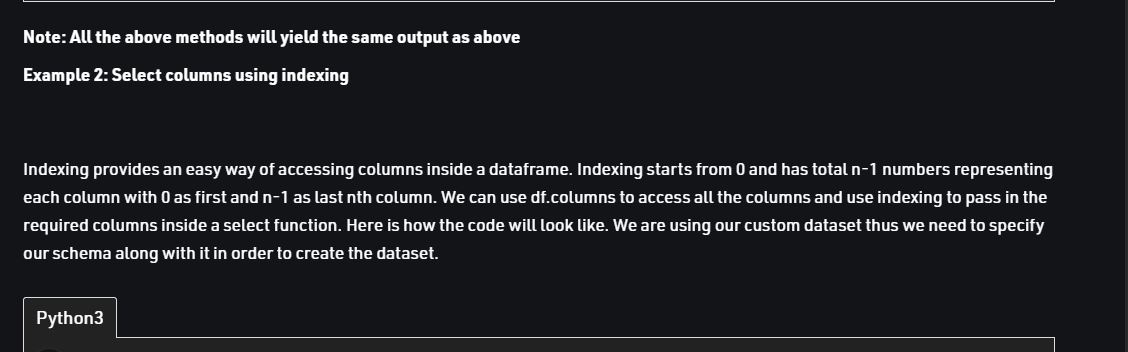 Note: All the above methods will yield the same output as above
Example 2: Select columns using indexing
Indexing provides an easy way of accessing columns inside a dataframe. Indexing starts from 0 and has total n-1 numbers representing
each column with 0 as first and n-1 as last nth column. We can use df.columns to access all the columns and use indexing to pass in the
required columns inside a select function. Here is how the code will look like. We are using our custom dataset thus we need to specify
our schema along with it in order to create the dataset.
Python3